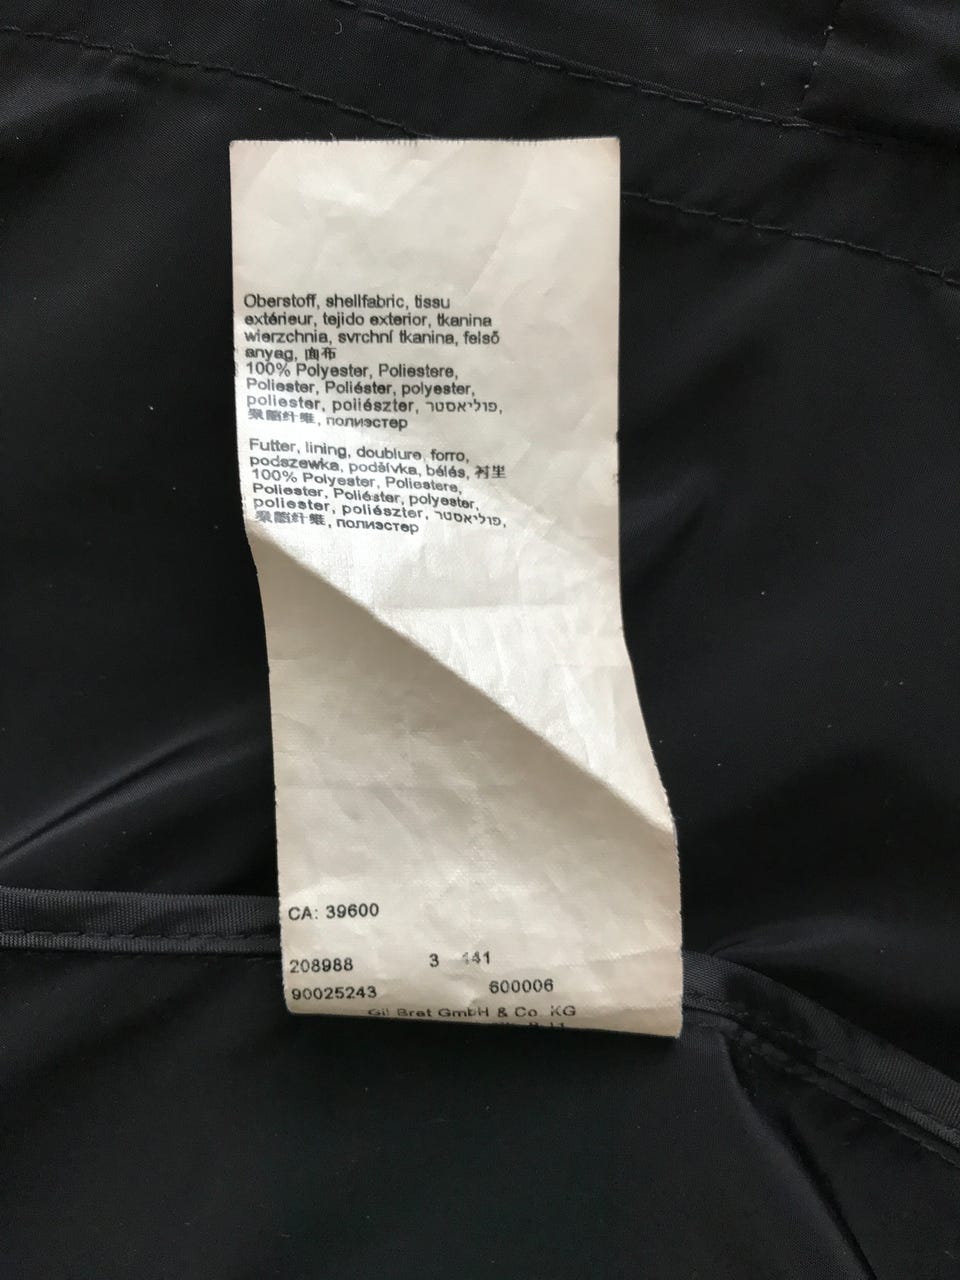 Oberstoff, shellfabric, tissu
extérieur, tejido exterior, tkanina
wierzchnia, svrchní tkanina, felső
anyag, 面布
100% Polyester, Poliestere,
Poliester, Poliéster, polyester,
poliester, poliészter, פוליאסטר,
聚酯纤维, полиэстер
Futter, lining, doublure, forro,
podszewka, podšívka, bélés, 衬里
100% Polyester, Poliestere,
Poliester, Poliéster, polyester,
poliester, poliészter, פוליאסטר,
聚酯纤维, полиэстер
CA: 39600
208988 3 441
90025243 600006
Gil Bret GmbH & Co. KG